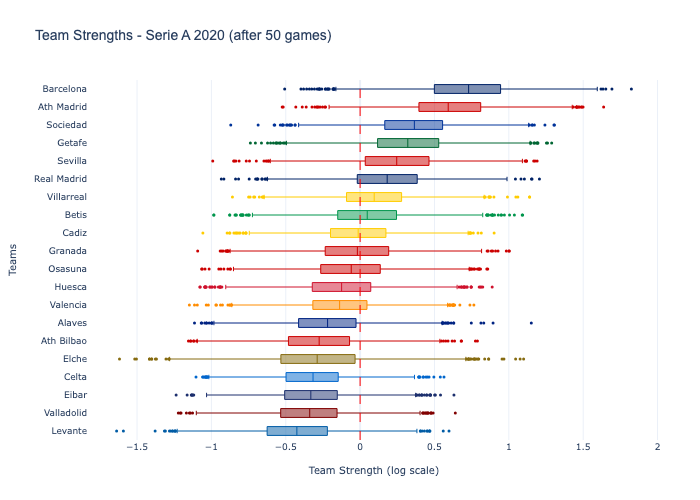 Team Strengths - Serie A 2020 (after 50 games)
Barcelona
Ath Madrid
Sociedad
Getafe
Sevilla
Real Madrid
Villarreal
Betis
Cadiz
Granada
Osasuna
Huesca
Valencia
Alaves
Ath Bilbao
Elche
Celta
Eibar
Valladolid
Levante
Teams
−1.5 −1 −0.5 0 0.5 1 1.5 2
Team Strength (log scale)